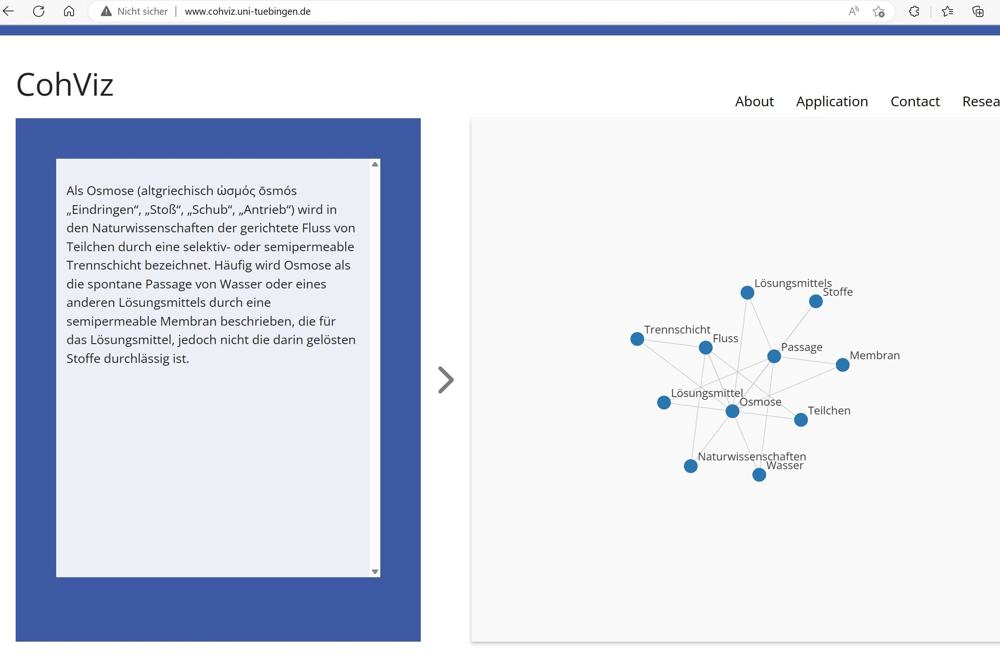 Nicht sicher | www.cohviz.uni-tuebingen.de
CohViz
About Application Contact Resea
Als Osmose (altgriechisch ὠσμός ōsmós
„Eindringen“, „Stoß“, „Schub“, „Antrieb“) wird in
den Naturwissenschaften der gerichtete Fluss von
Teilchen durch eine selektiv- oder semipermeable
Trennschicht bezeichnet. Häufig wird Osmose als
die spontane Passage von Wasser oder eines
anderen Lösungsmittels durch eine
semipermeable Membran beschrieben, die für
das Lösungsmittel, jedoch nicht die darin gelösten
Stoffe durchlässig ist.
Lösungsmittels
Stoffe
Trennschicht
Fluss
Passage
Membran
Lösungsmittel
Osmose
Teilchen
Naturwissenschaften
Wasser